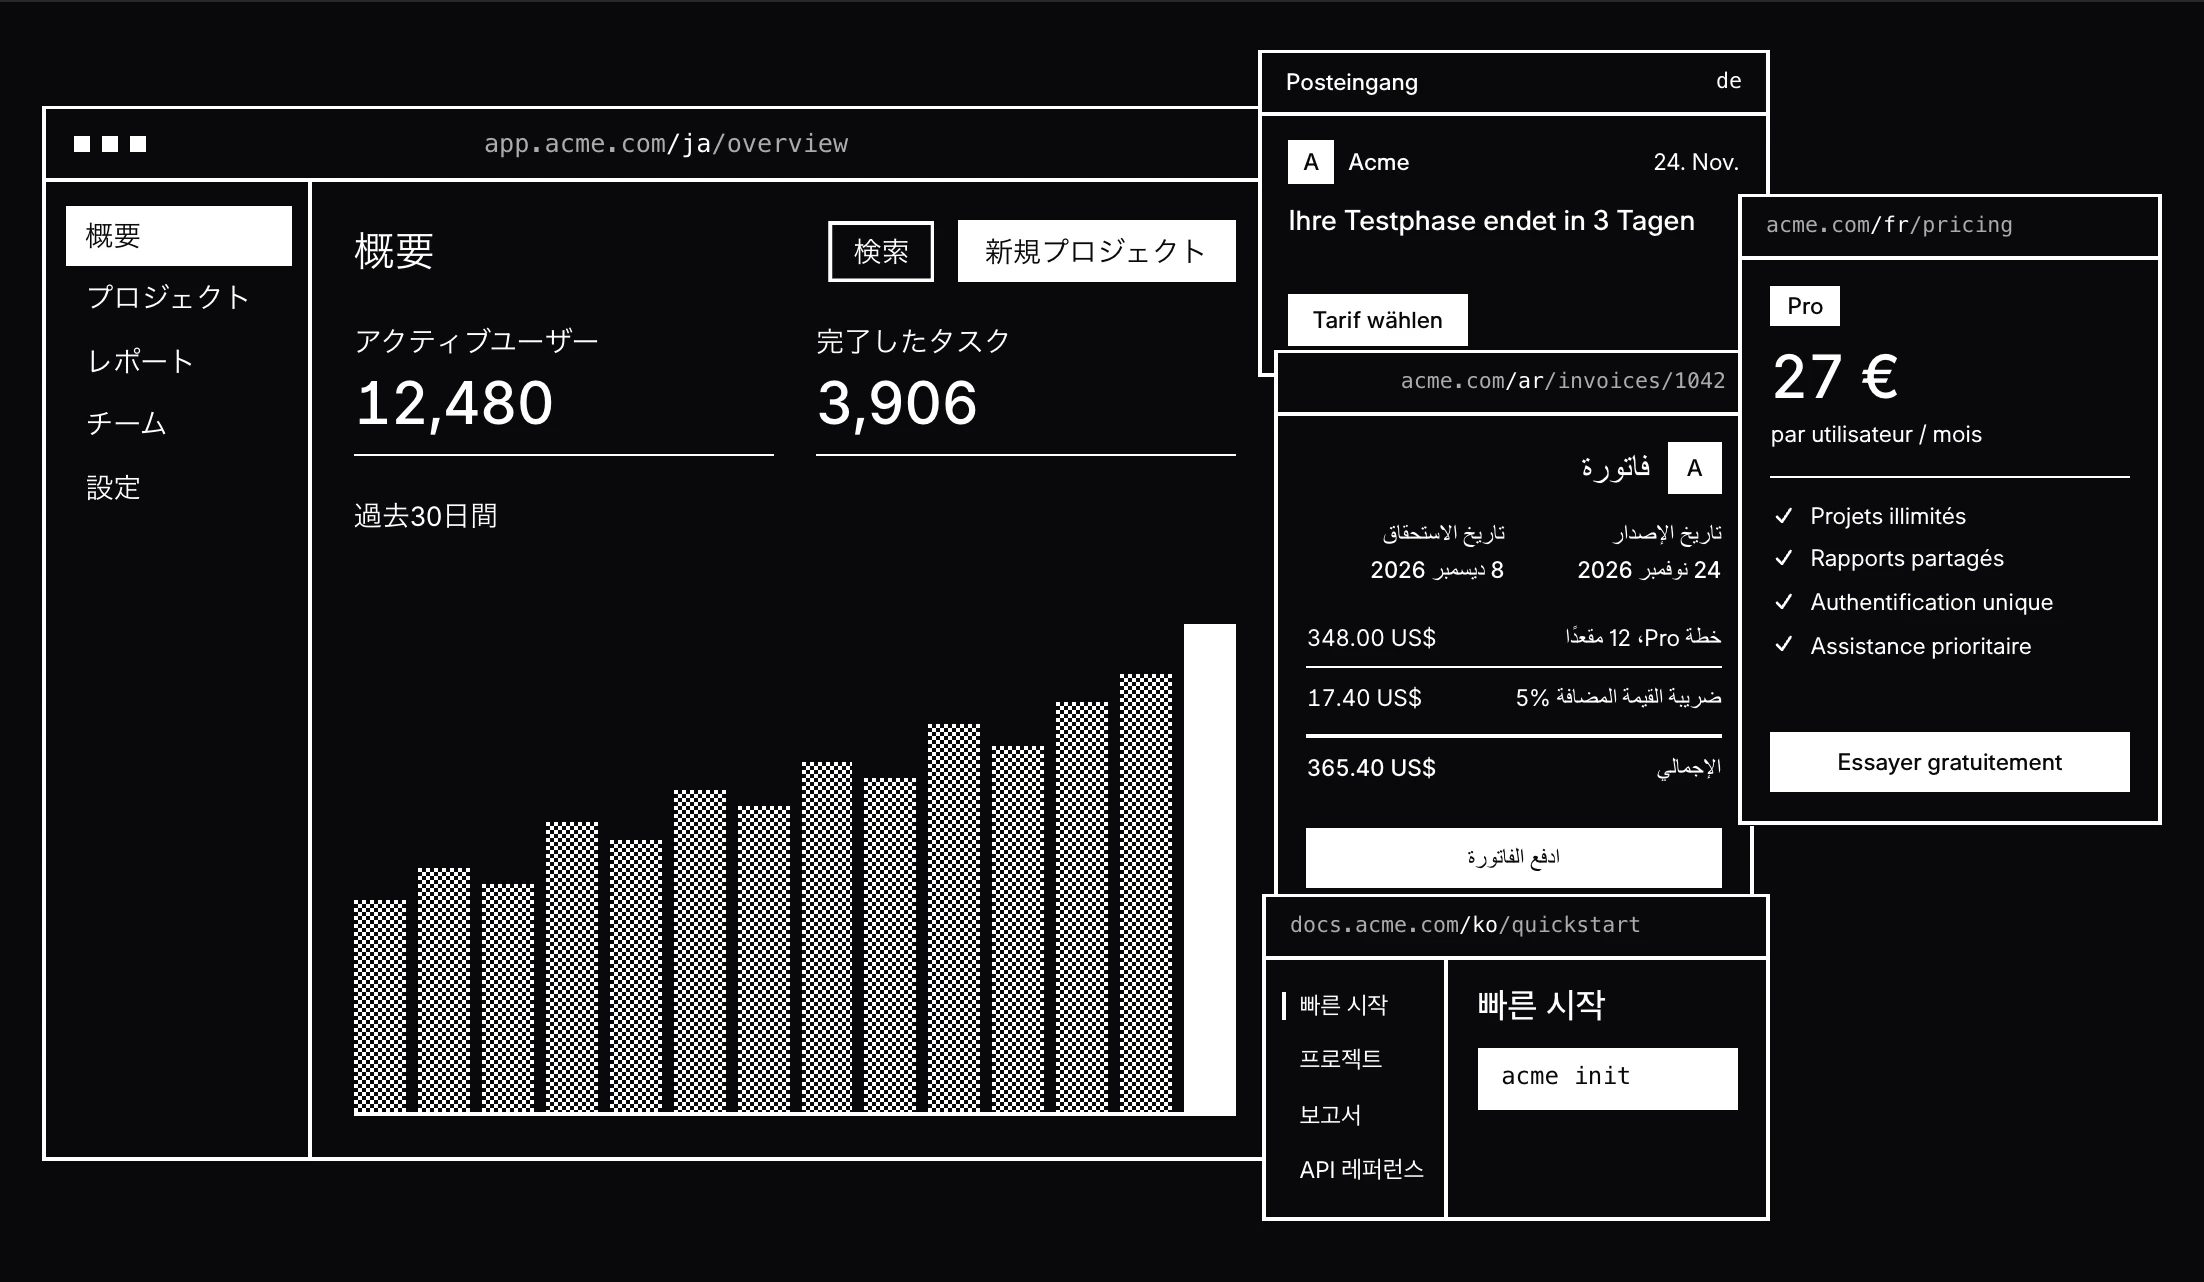 app.acme.com/ja/overview
概要
プロジェクト
レポート
チーム
設定
概要
検索
新規プロジェクト
アクティブユーザー
12,480
完了したタスク
3,906
過去30日間
Posteingang
de
A
Acme
24. Nov.
Ihre Testphase endet in 3 Tagen
Tarif wählen
acme.com/ar/invoices/1042
A
فاتورة
تاريخ الإصدار
24 نوفمبر 2026
تاريخ الاستحقاق
8 ديسمبر 2026
خطة Pro، 12 مقعدًا
348.00 US$
ضريبة القيمة المضافة 5%
17.40 US$
الإجمالي
365.40 US$
ادفع الفاتورة
acme.com/fr/pricing
Pro
27 €
par utilisateur / mois
Projets illimités
Rapports partagés
Authentification unique
Assistance prioritaire
Essayer gratuitement
docs.acme.com/ko/quickstart
빠른 시작
프로젝트
보고서
API 레퍼런스
빠른 시작
acme init